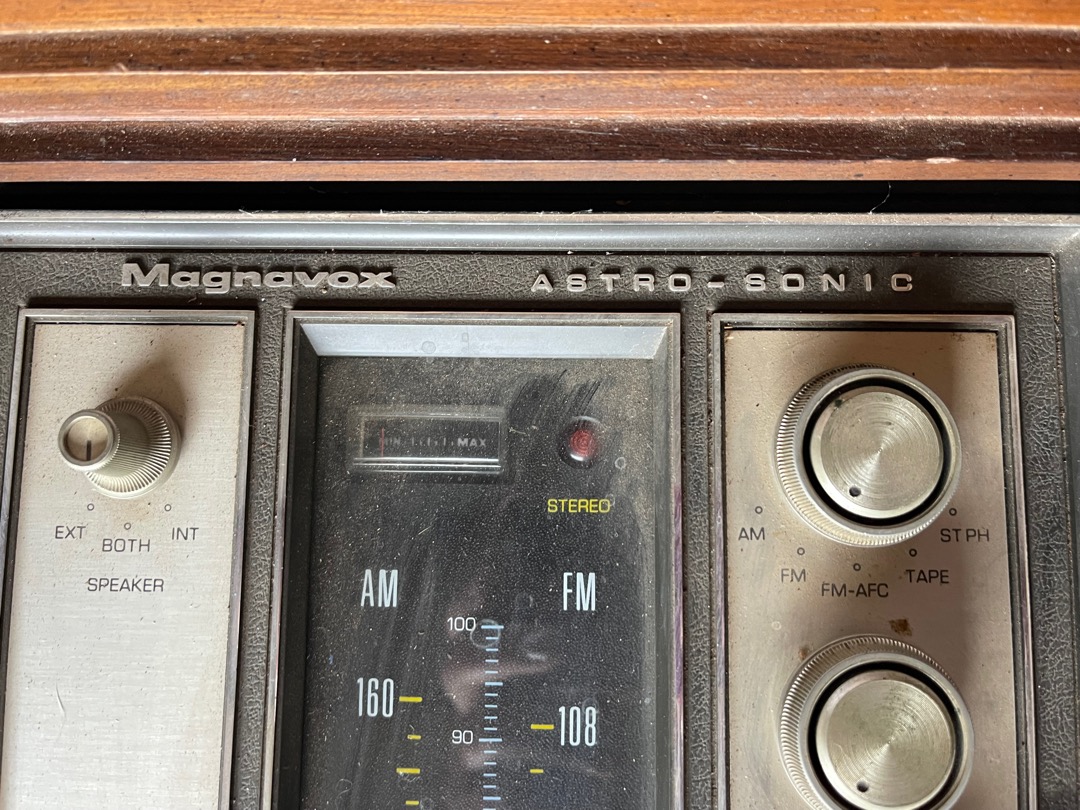 Magnavox
ASTRO-SONIC
MAX
STEREO
EXT
BOTH
INT
SPEAKER
AM
FM
100
160
90
108
AM
FM
FM-AFC
TAPE
ST PH